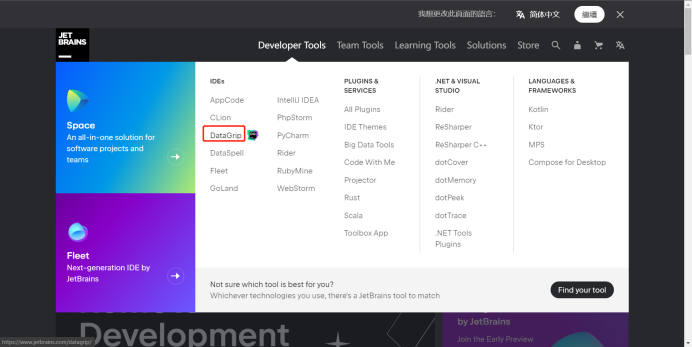 我想更改此頁面的語言：
简体中文
繼續
JET
BRAINS
Developer Tools
Team Tools
Learning Tools
Solutions
Store
Space
An all-in-one solution for
software projects and
teams
Fleet
Next-generation IDE by
JetBrains
IDEs
AppCode
CLion
DataGrip
DataSpell
Fleet
GoLand
IntelliJ IDEA
PhpStorm
PyCharm
Rider
RubyMine
WebStorm
PLUGINS &
SERVICES
All Plugins
IDE Themes
Big Data Tools
Code With Me
Projector
Rust
Scala
Toolbox App
.NET & VISUAL
STUDIO
Rider
ReSharper
ReSharper C++
dotCover
dotMemory
dotPeek
dotTrace
.NET Tools
Plugins
LANGUAGES &
FRAMEWORKS
Kotlin
Ktor
MPS
Compose for Desktop
Not sure which tool is best for you?
Whichever technologies you use, there's a JetBrains tool to match
Find your tool
Development
by JetBrains
Join the Early Preview
https://www.jetbrains.com/datagrip/